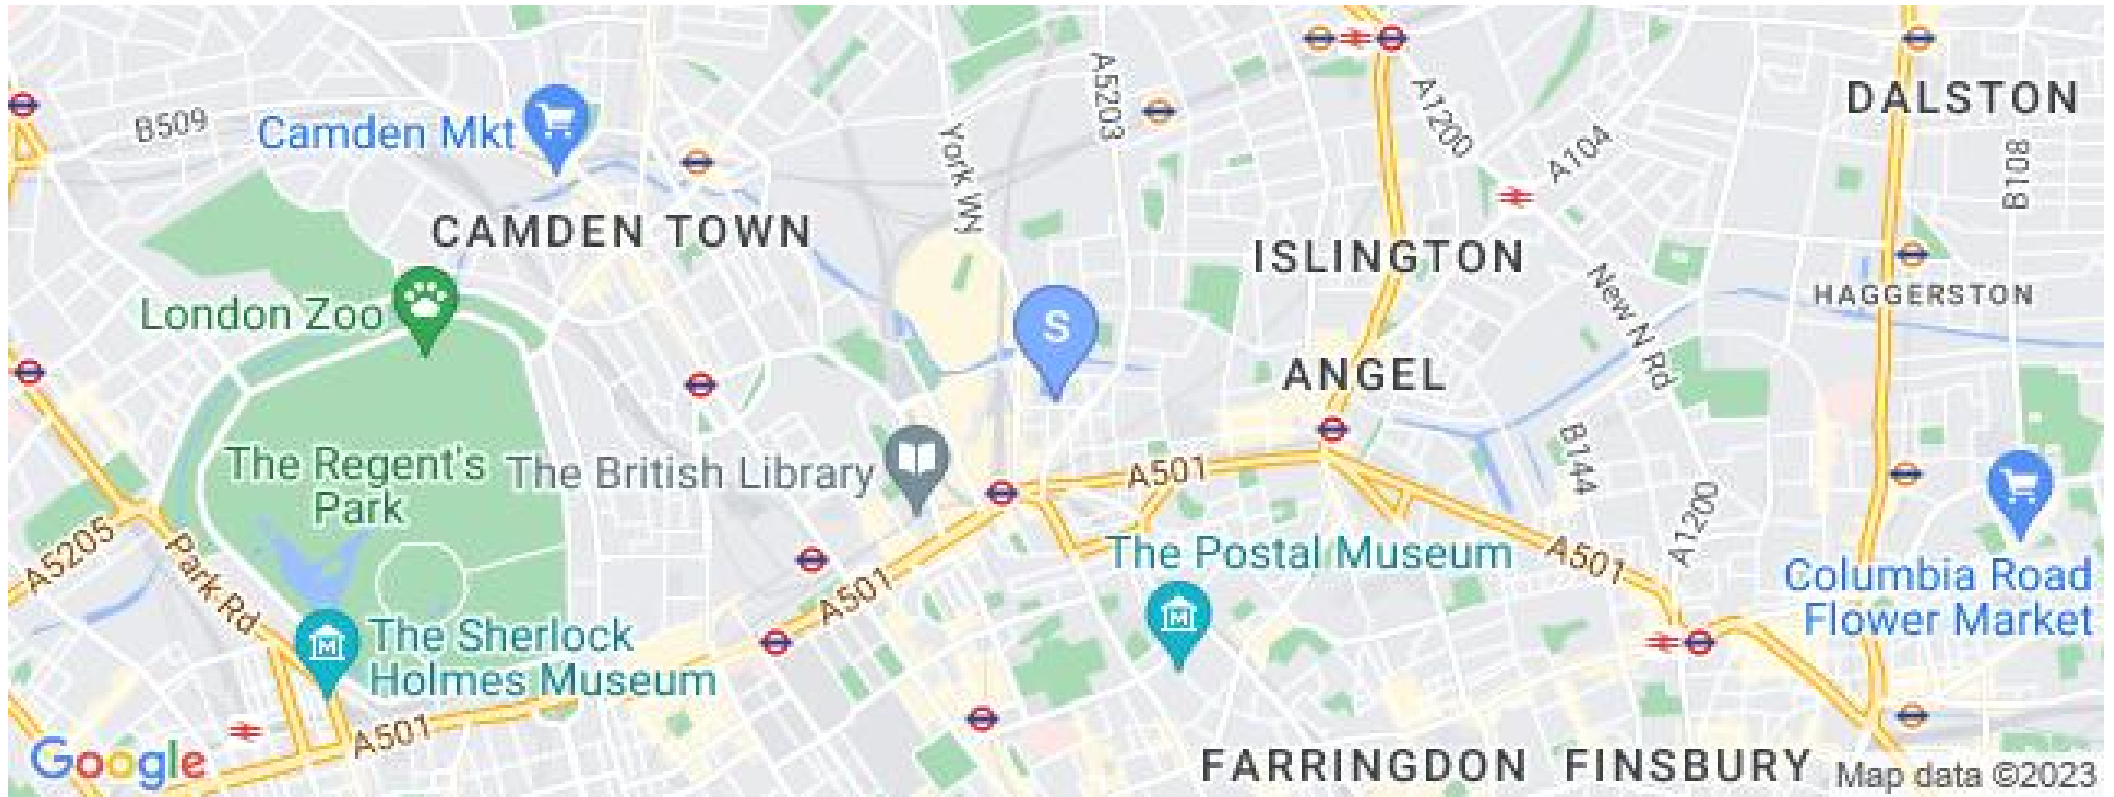 DALSTON
A5203
A1200
B509
Camden Mkt
York Wy
A104
B108
CAMDEN TOWN
ISLINGTON
London Zoo
S
New N Rd
HAGGERSTON
ANGEL
The Regent's
Park
The British Library
A501
B144
A1200
A5205
Park Rd
A501
The Postal Museum
A501
Columbia Road
Flower Market
The Sherlock
Holmes Museum
M
M
A501
Google
FARRINGDON
FINSBURY
Map data ©2023